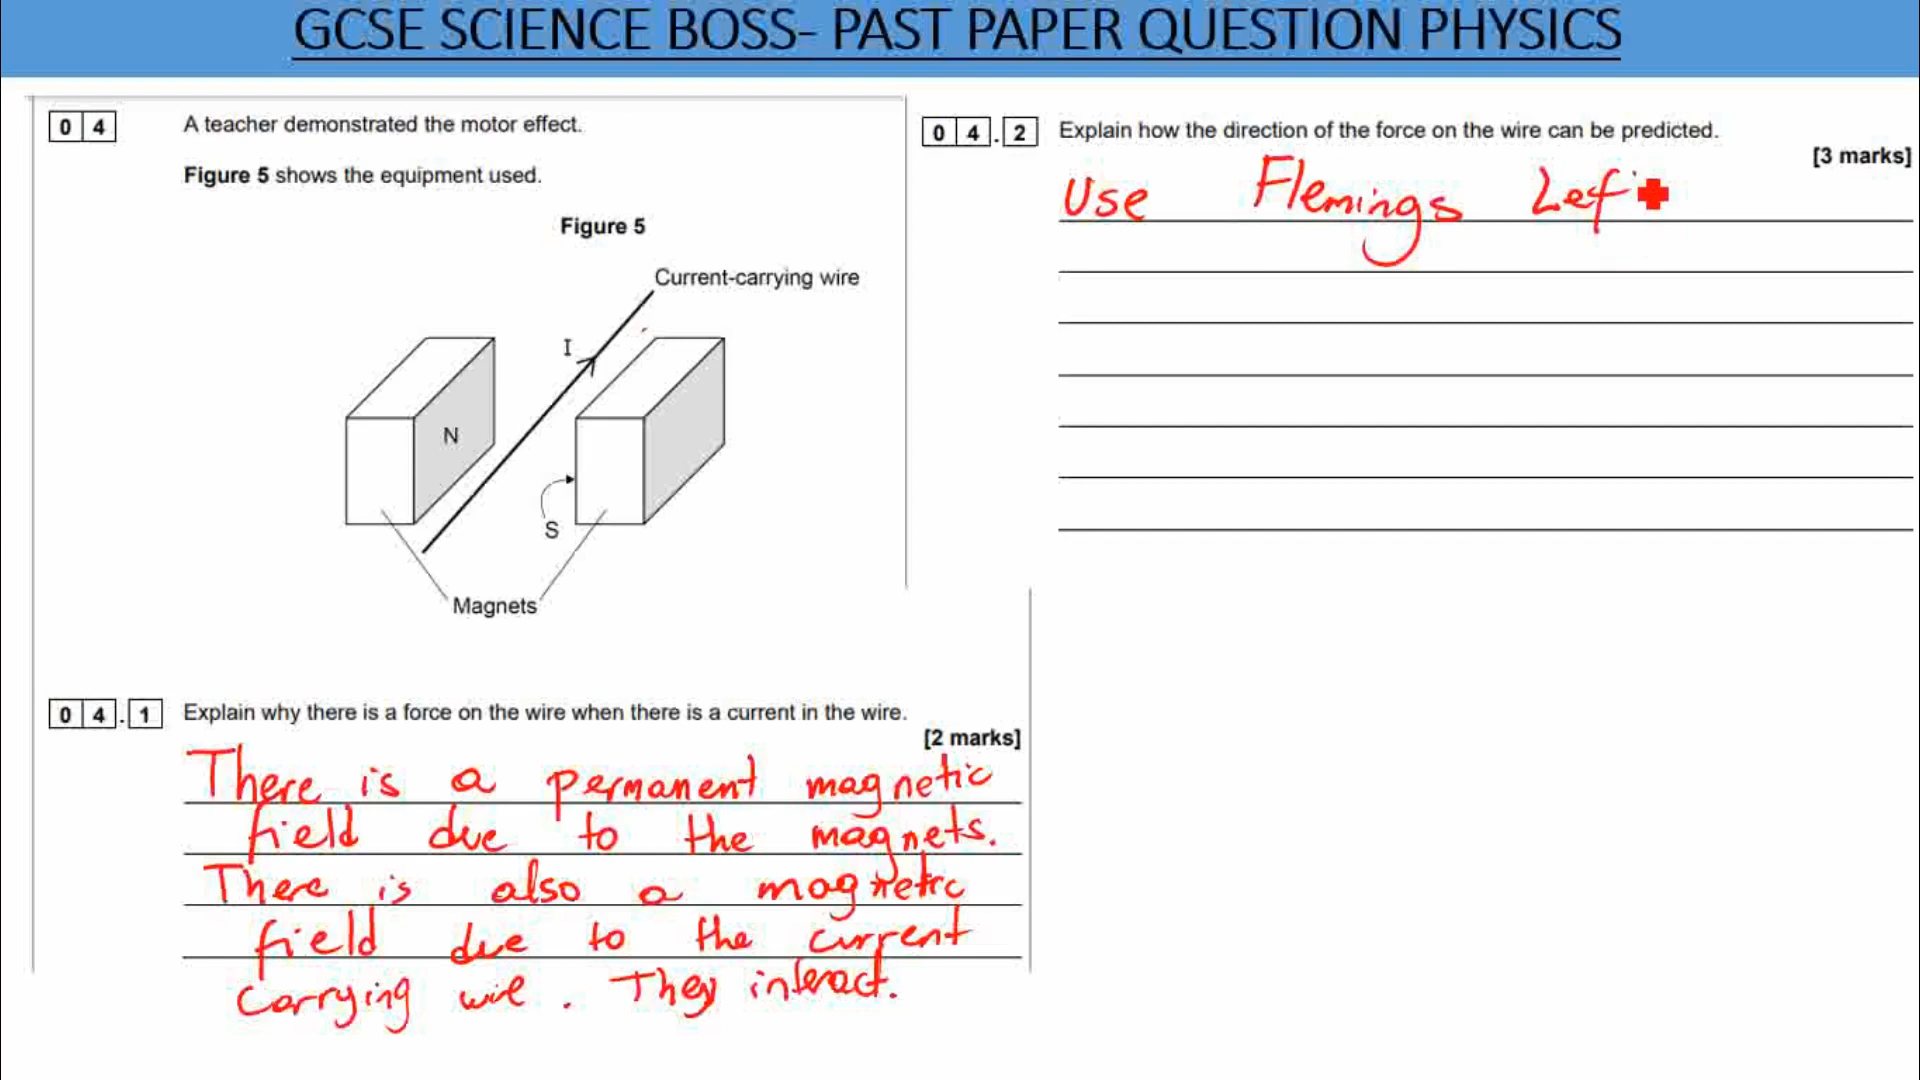 GCSE SCIENCE BOSS- PAST PAPER QUESTION PHYSICS
0 4 A teacher demonstrated the motor effect.
Figure 5 shows the equipment used.
Figure 5
Current-carrying wire
I
N
S
Magnets
0 4 . 1 Explain why there is a force on the wire when there is a current in the wire.
[2 marks]
There is a permanent magnetic
field due to the magnets.
There is also a magnetic
field due to the current
carrying wire. They interact.
0 4 . 2 Explain how the direction of the force on the wire can be predicted.
[3 marks]
Use Flemings Lef